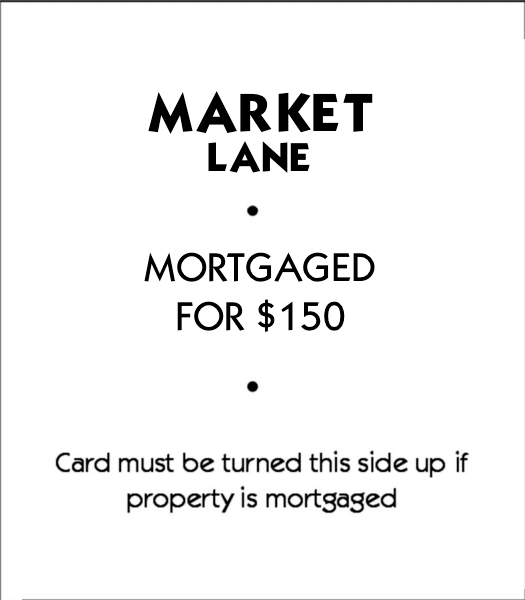 MARKET
LANE
•
MORTGAGED
FOR $150
•
Card must be turned this side up if
property is mortgaged